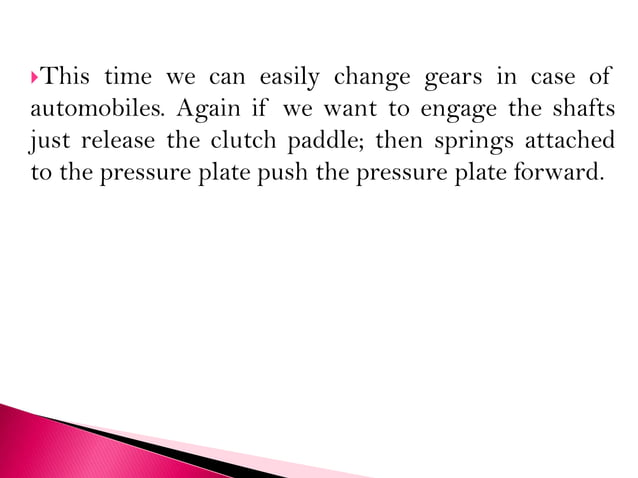 This time we can easily change gears in case of
automobiles. Again if we want to engage the shafts
just release the clutch paddle; then springs attached
to the pressure plate push the pressure plate forward.